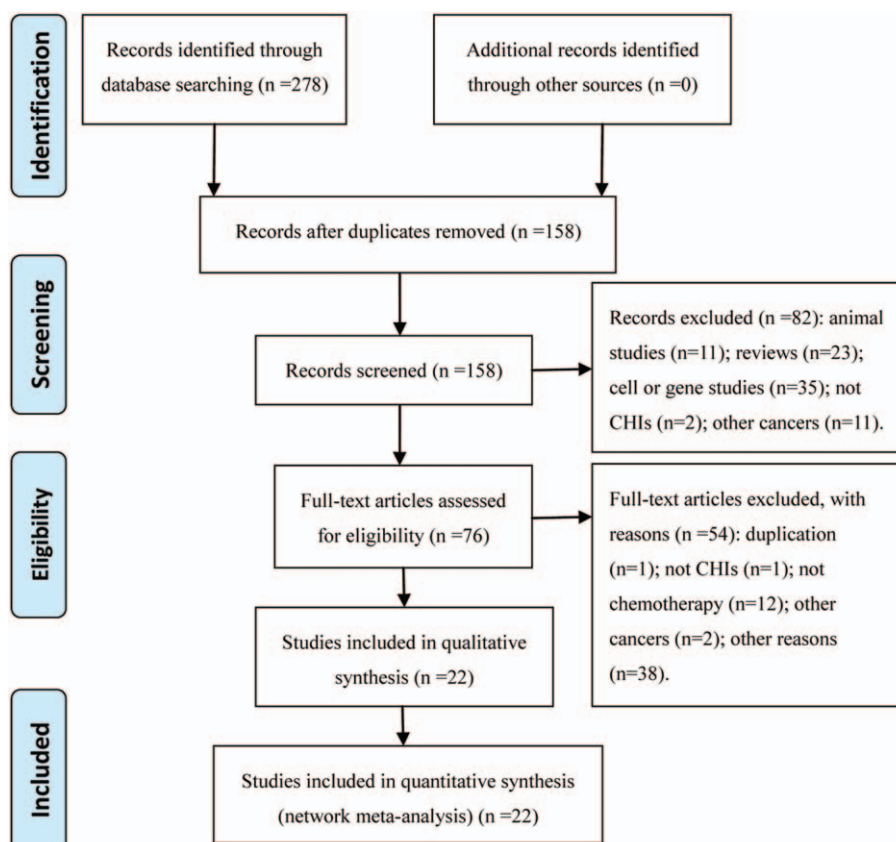 Identification
Records identified through
database searching (n =278)
Additional records identified
through other sources (n =0)
Records after duplicates removed (n =158)
Screening
Records screened (n =158)
Records excluded (n =82): animal
studies (n=11); reviews (n=23);
cell or gene studies (n=35); not
CHIs (n=2); other cancers (n=11).
Eligibility
Full-text articles assessed
for eligibility (n =76)
Full-text articles excluded, with
reasons (n =54): duplication
(n=1); not CHIs (n=1); not
chemotherapy (n=12); other
cancers (n=2); other reasons
(n=38).
Studies included in qualitative
synthesis (n =22)
Included
Studies included in quantitative synthesis
(network meta-analysis) (n =22)